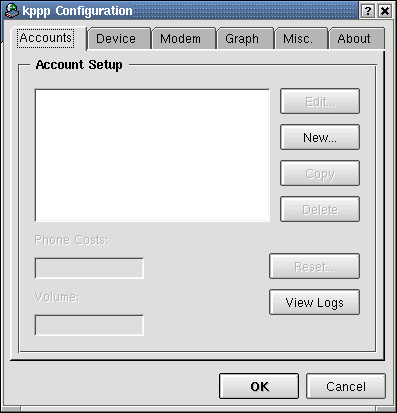 kppp Configuration
Accounts Device Modem Graph Misc. About
Account Setup
Edit...
New...
Copy
Delete
Phone Costs:
Reset...
Volume:
View Logs
OK Cancel